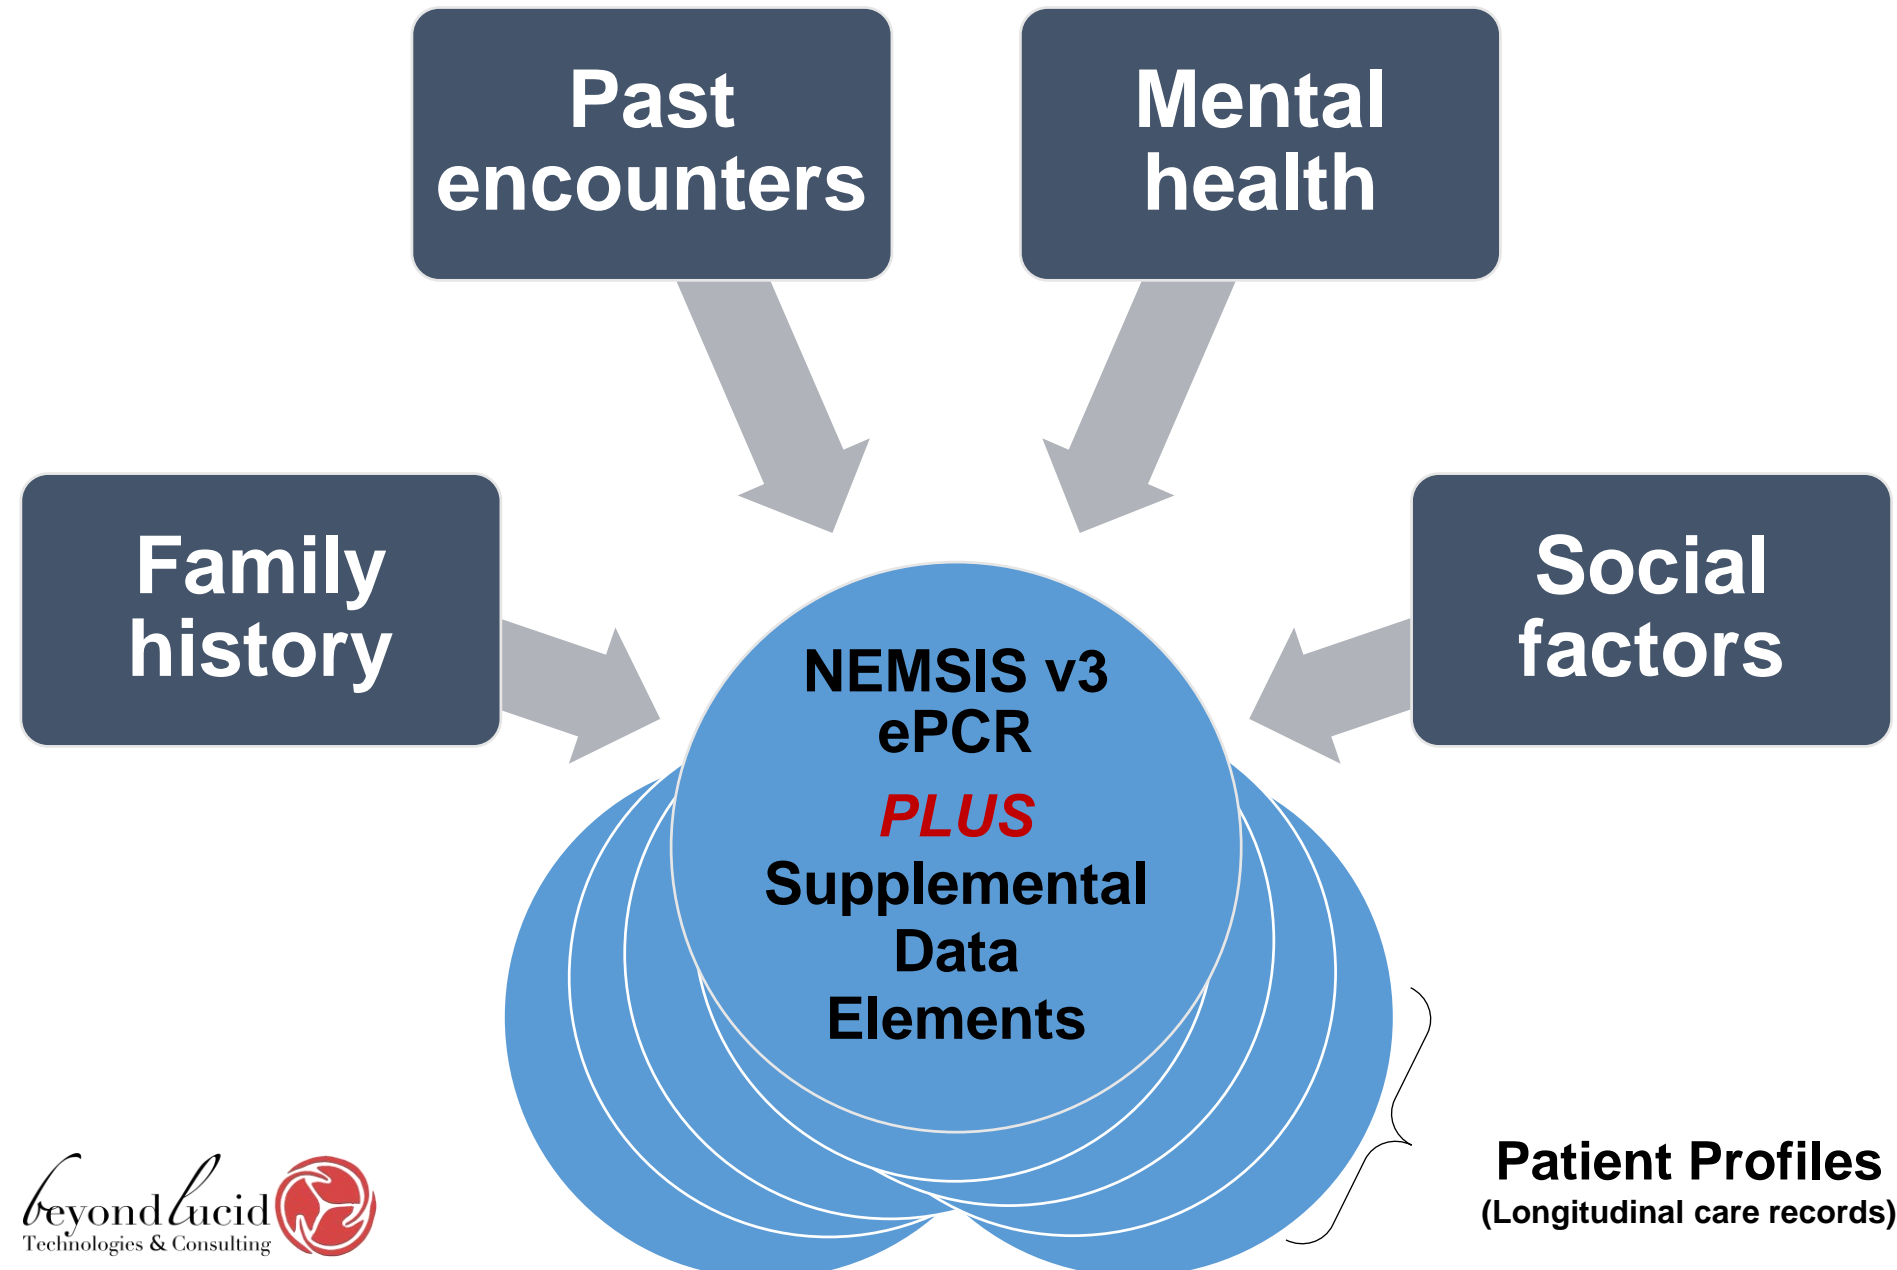 Past
encounters
Mental
health
Family
history
Social
factors
NEMSIS v3
ePCR
PLUS
Supplemental
Data
Elements
Patient Profiles
(Longitudinal care records)
beyond lucid
Technologies & Consulting